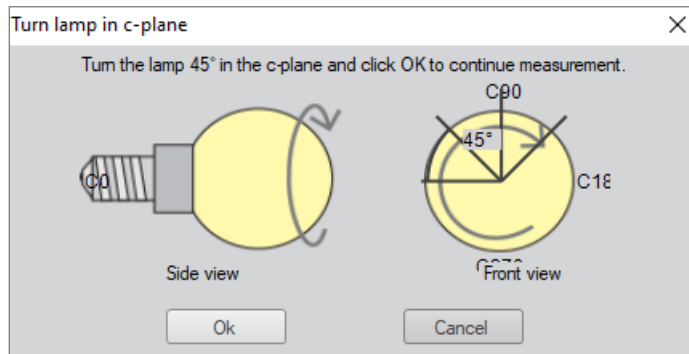 Turn lamp in c-plane
Turn the lamp 45° in the c-plane and click OK to continue measurement.
C90
45°
C0
C18
Side view
Front view
Ok
Cancel